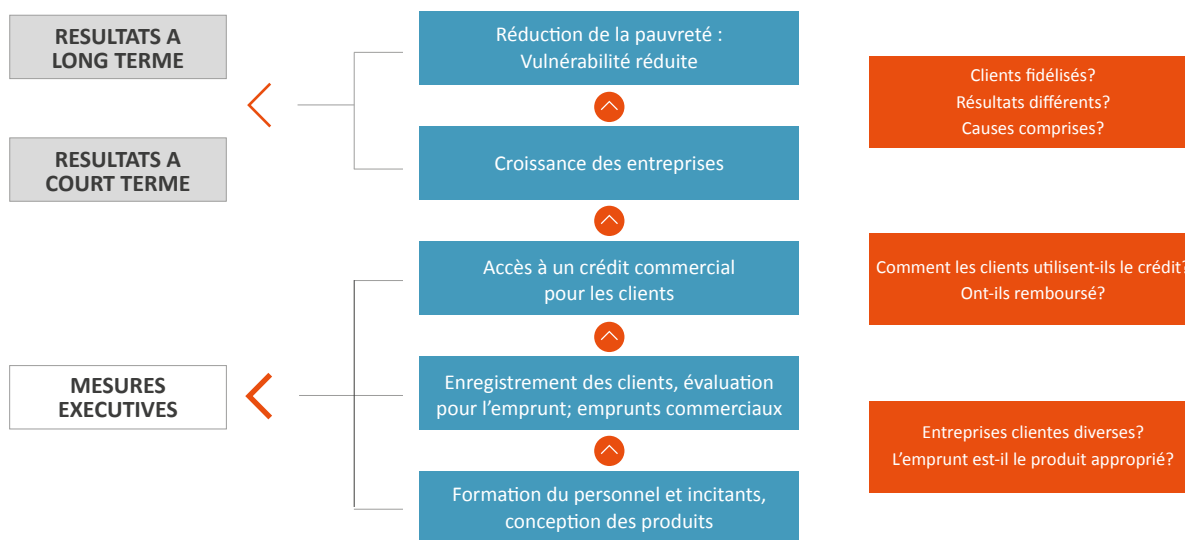 RESULTATS A
LONG TERME
RESULTATS A
COURT TERME
MESURES
EXECUTIVES
Réduction de la pauvreté :
Vulnérabilité réduite
Croissance des entreprises
Accès à un crédit commercial
pour les clients
Enregistrement des clients, évaluation
pour l’emprunt; emprunts commerciaux
Formation du personnel et incitants,
conception des produits
Clients fidélisés?
Résultats différents?
Causes comprises?
Comment les clients utilisent-ils le crédit?
Ont-ils remboursé?
Entreprises clientes diverses?
L’emprunt est-il le produit approprié?